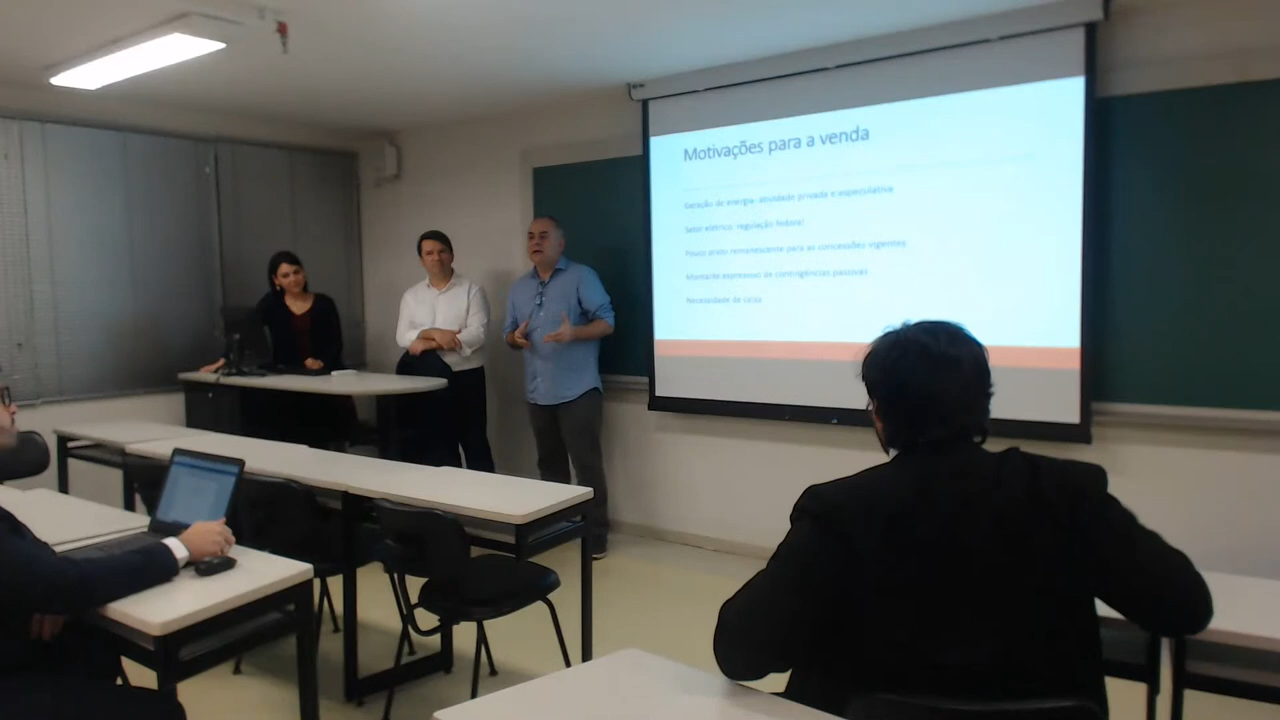 Motivações para a venda
Geração de energia: atividade privada e especulativa
Setor elétrico: regulação federal
Pouco prazo remanescente para as concessões vigentes
Montante expressivo de contingências passivas
Necessidade de caixa